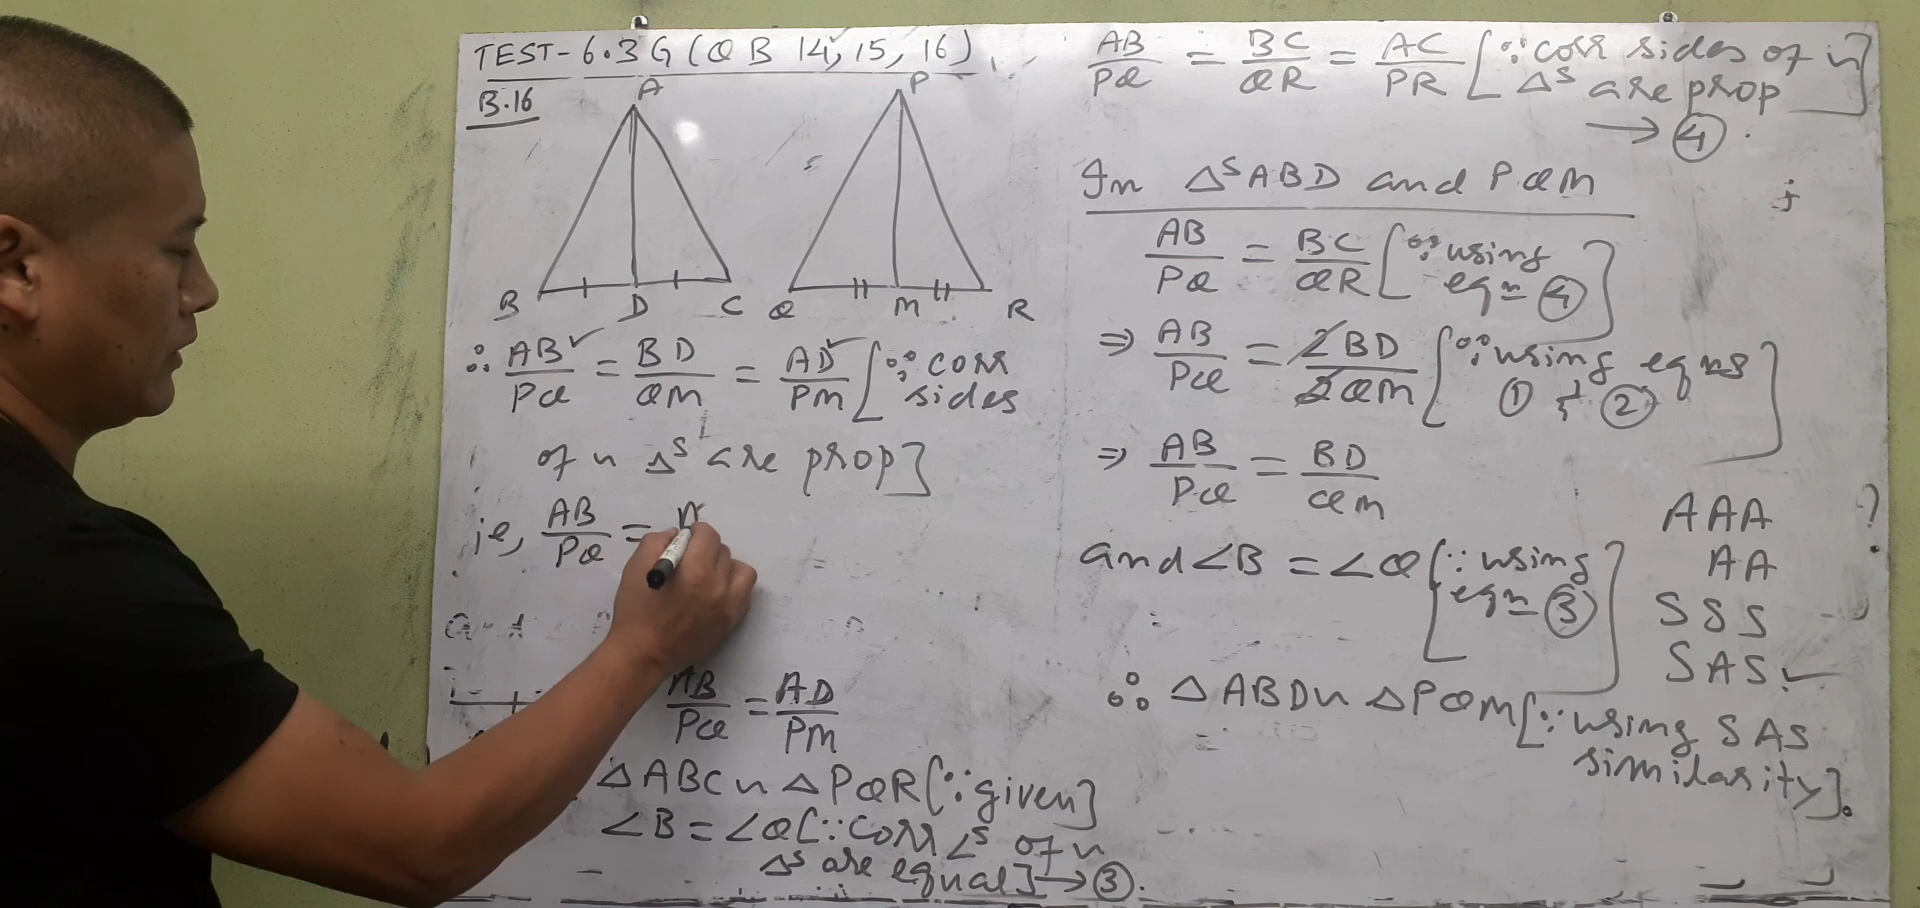 TEST-6.3 G (Q B 14, 15, 16)
B.16
A
P
B D C
Q M R
∴ AB/PQ = BD/QM = AD/PM [∵ corr sides
of ~ Δs are prop]
ie, AB/PQ =
AB/PQ = AD/PM
Δ ABC ~ Δ PQR [∵ given]
∠B = ∠Q [∵ corr ∠s of ~
Δs are equal] → ③.
AB/PQ = BC/QR = AC/PR [∵ corr sides of ~
Δs are prop]
→ ④.
In Δs ABD and PQM
AB/PQ = BC/QR [∵ using
eqn ④]
⇒ AB/PQ = 2BD/2QM [∵ using eqns
① & ②]
⇒ AB/PQ = BD/QM
and ∠B = ∠Q [∵ using
eqn ③]
∴ Δ ABD ~ Δ PQM [∵ using SAS
similarity].
AAA ?
AA
SSS
SAS ✓